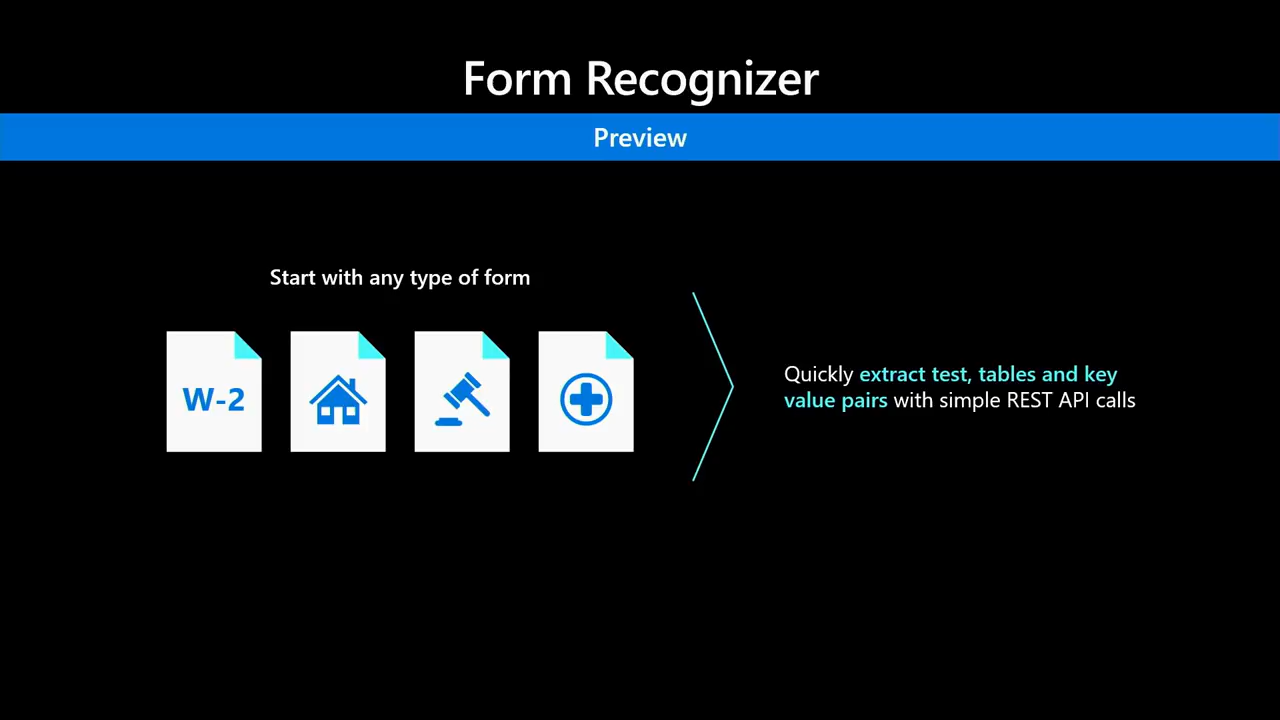 Form Recognizer
Preview
Start with any type of form
W-2
Quickly extract test, tables and key
value pairs with simple REST API calls